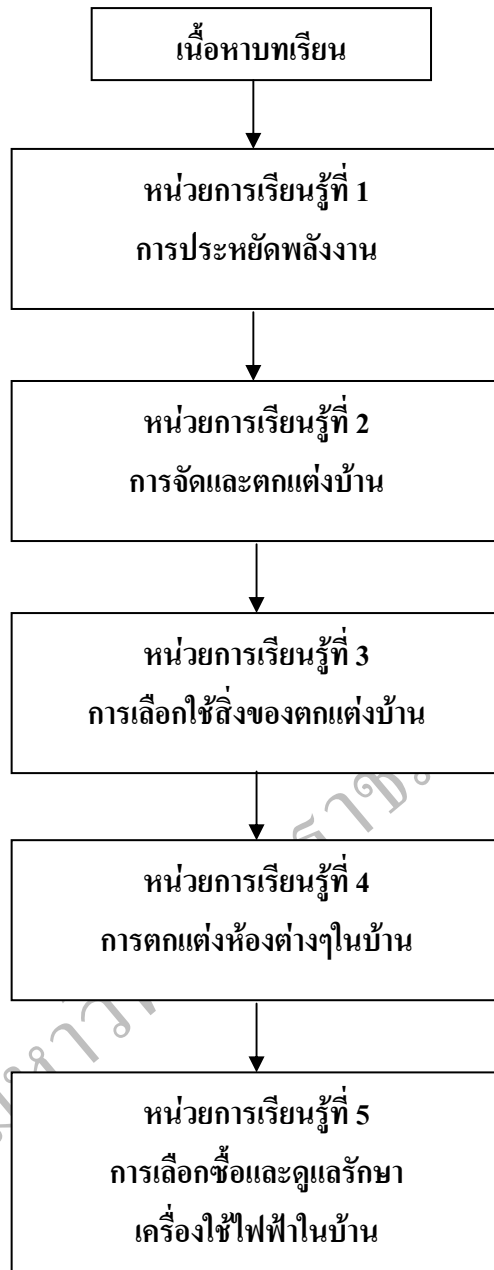 เนื้อหาบทเรียน
หน่วยการเรียนรู้ที่ 1
การประหยัดพลังงาน
หน่วยการเรียนรู้ที่ 2
การจัดและตกแต่งบ้าน
หน่วยการเรียนรู้ที่ 3
การเลือกใช้สิ่งของตกแต่งบ้าน
หน่วยการเรียนรู้ที่ 4
การตกแต่งห้องต่างๆในบ้าน
หน่วยการเรียนรู้ที่ 5
การเลือกซื้อและดูแลรักษา
เครื่องใช้ไฟฟ้าในบ้าน